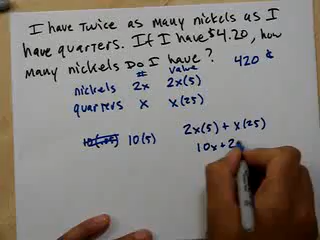 I have twice as many nickels as I
have quarters. If I have $4.20, how
many nickels Do I have? 420 ¢
# value
nickels 2x 2x(5)
quarters x x(25)
10(5) 2x(5) + x(25)
10x + 2